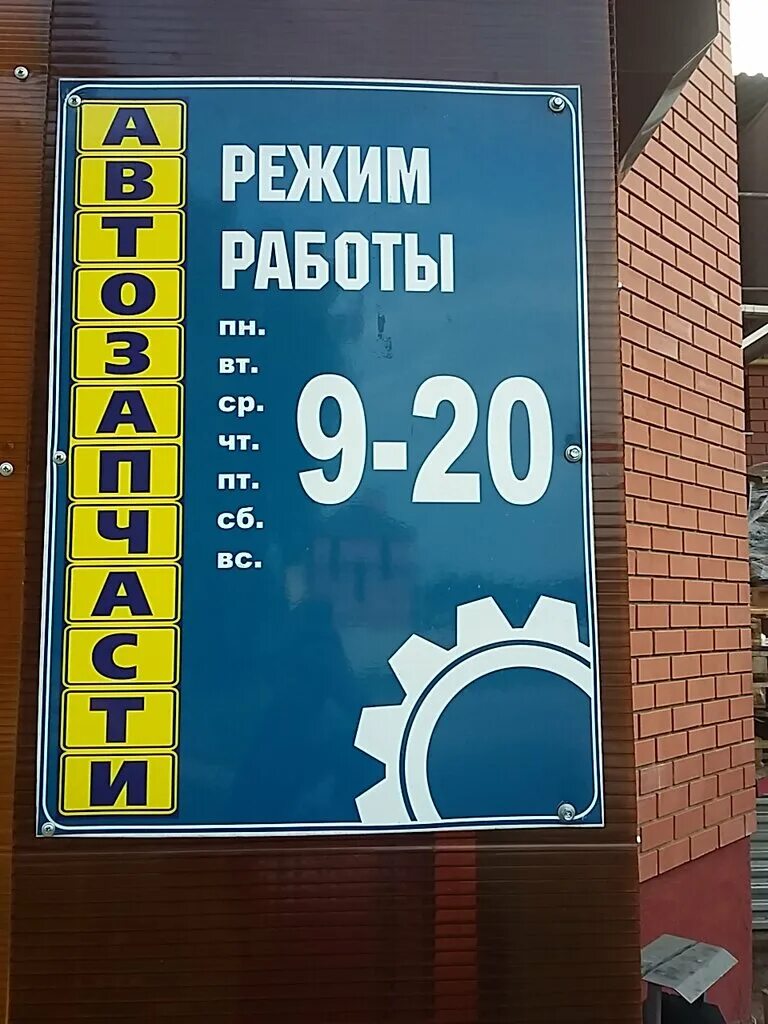 АВТОЗАПЧАСТИ
РЕЖИМ
РАБОТЫ
пн.
вт.
ср.
чт.
пт.
сб.
вс.
9-20